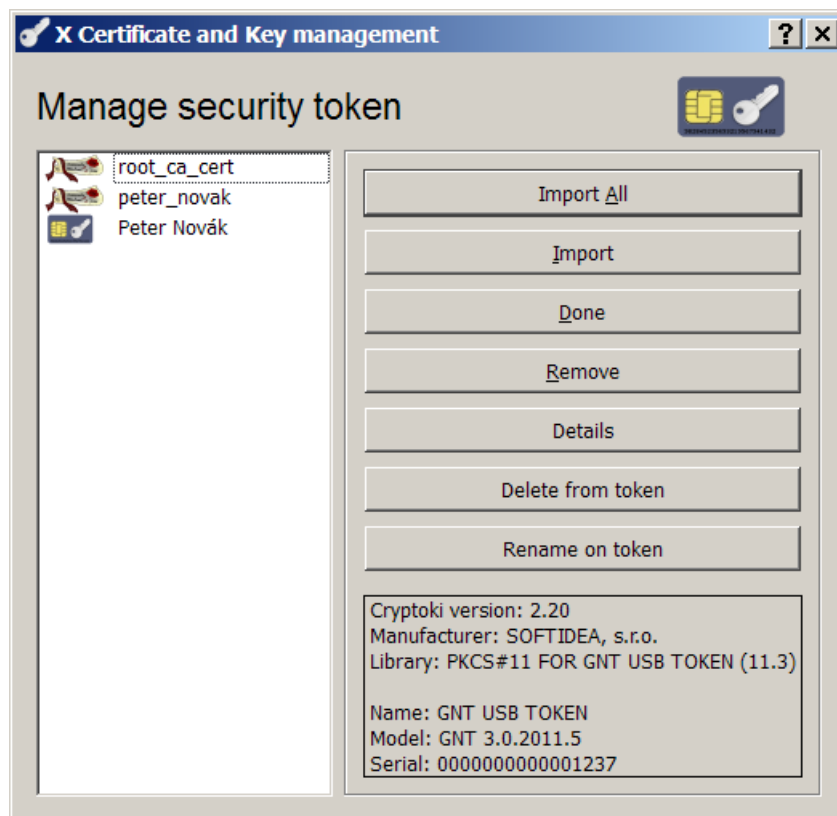 X Certificate and Key management
Manage security token
root_ca_cert
peter_novak
Peter Novák
Import All
Import
Done
Remove
Details
Delete from token
Rename on token
Cryptoki version: 2.20
Manufacturer: SOFTIDEA, s.r.o.
Library: PKCS#11 FOR GNT USB TOKEN (11.3)
Name: GNT USB TOKEN
Model: GNT 3.0.2011.5
Serial: 0000000000001237